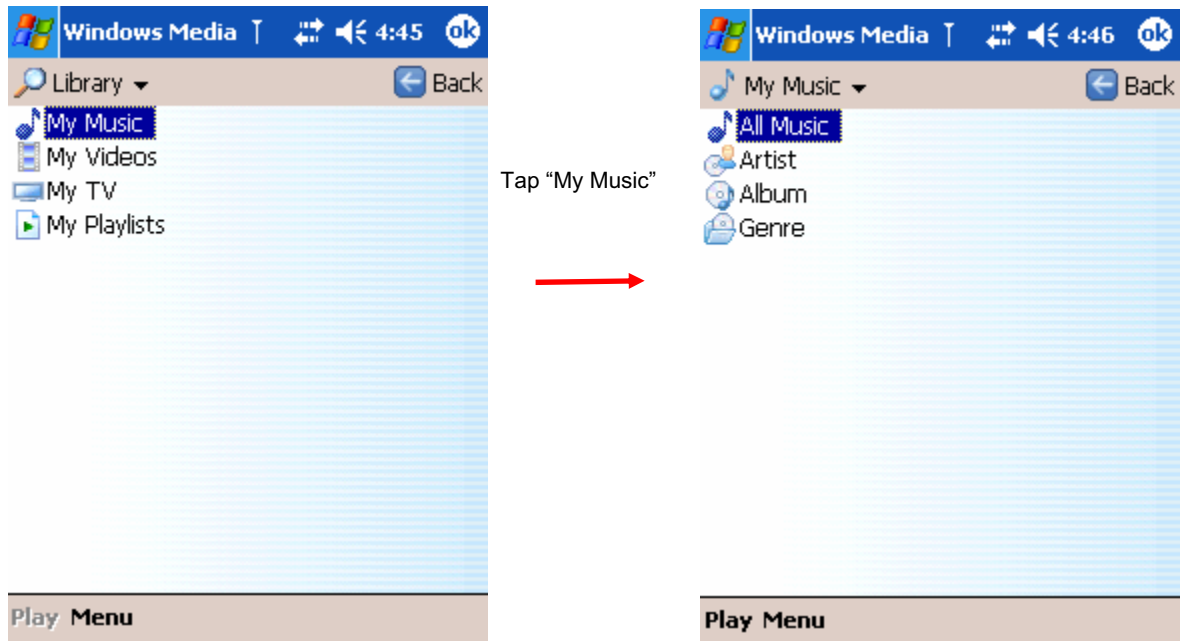 Windows Media 4:45 ok
Library Back
My Music
My Videos
My TV
My Playlists
Play Menu
Tap “My Music”
Windows Media 4:46 ok
My Music Back
All Music
Artist
Album
Genre
Play Menu